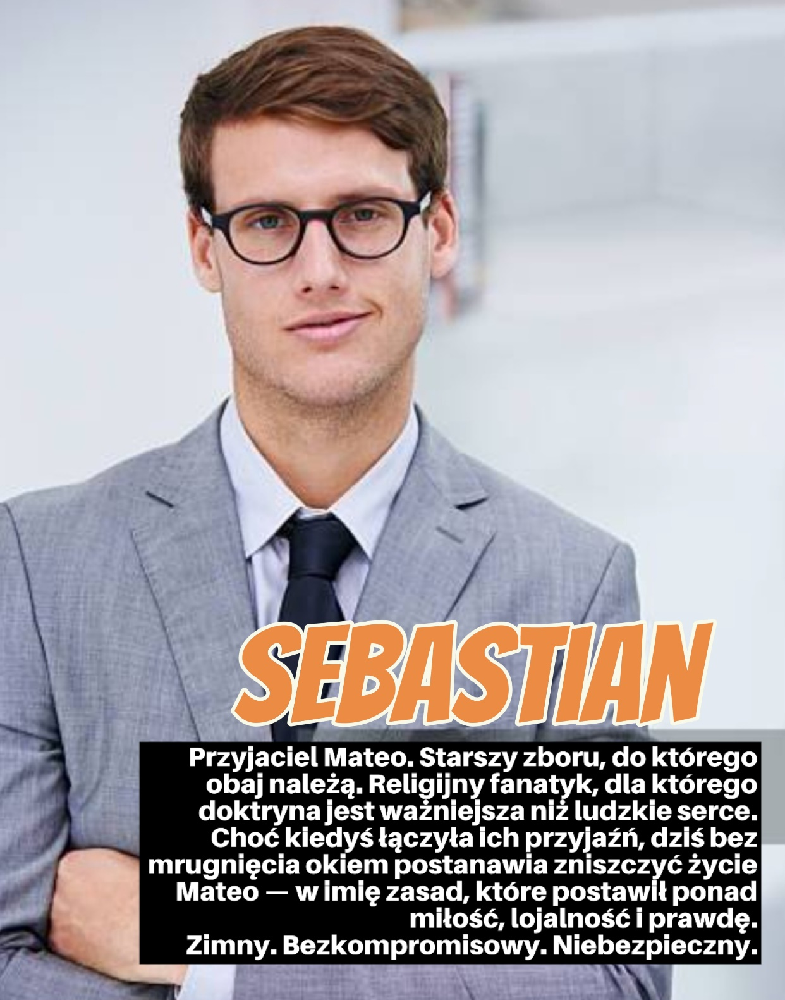 SEBASTIAN
Przyjaciel Mateo. Starszy zboru, do którego
obaj należą. Religijny fanatyk, dla którego
doktryna jest ważniejsza niż ludzkie serce.
Choć kiedyś łączyła ich przyjaźń, dziś bez
mrugnięcia okiem postanawia zniszczyć życie
Mateo — w imię zasad, które postawił ponad
miłość, lojalność i prawdę.
Zimny. Bezkompromisowy. Niebezpieczny.